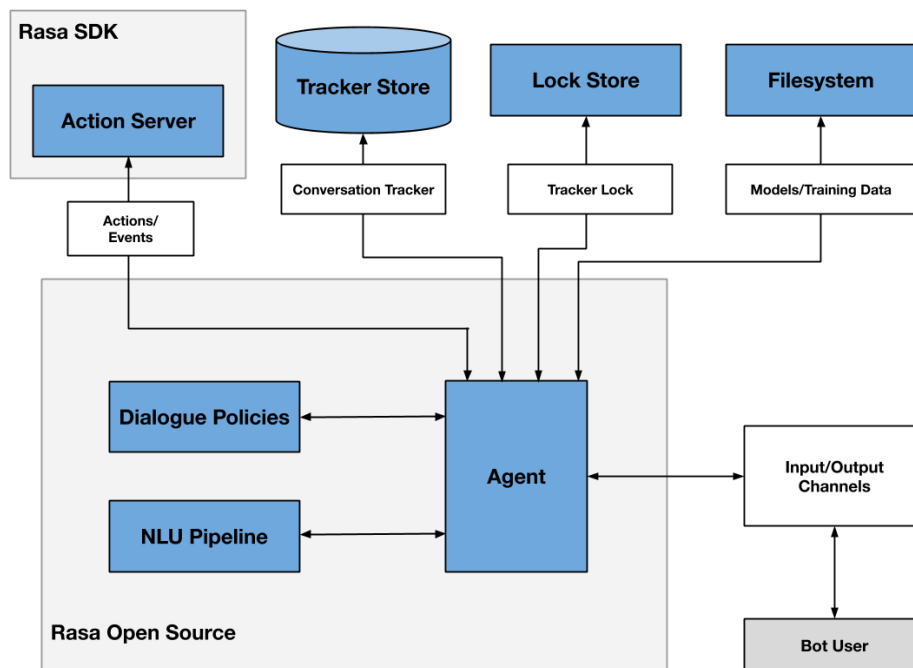 Rasa SDK
Action Server
Tracker Store
Lock Store
Filesystem
Conversation Tracker
Tracker Lock
Models/Training Data
Actions/
Events
Dialogue Policies
Agent
NLU Pipeline
Input/Output
Channels
Rasa Open Source
Bot User